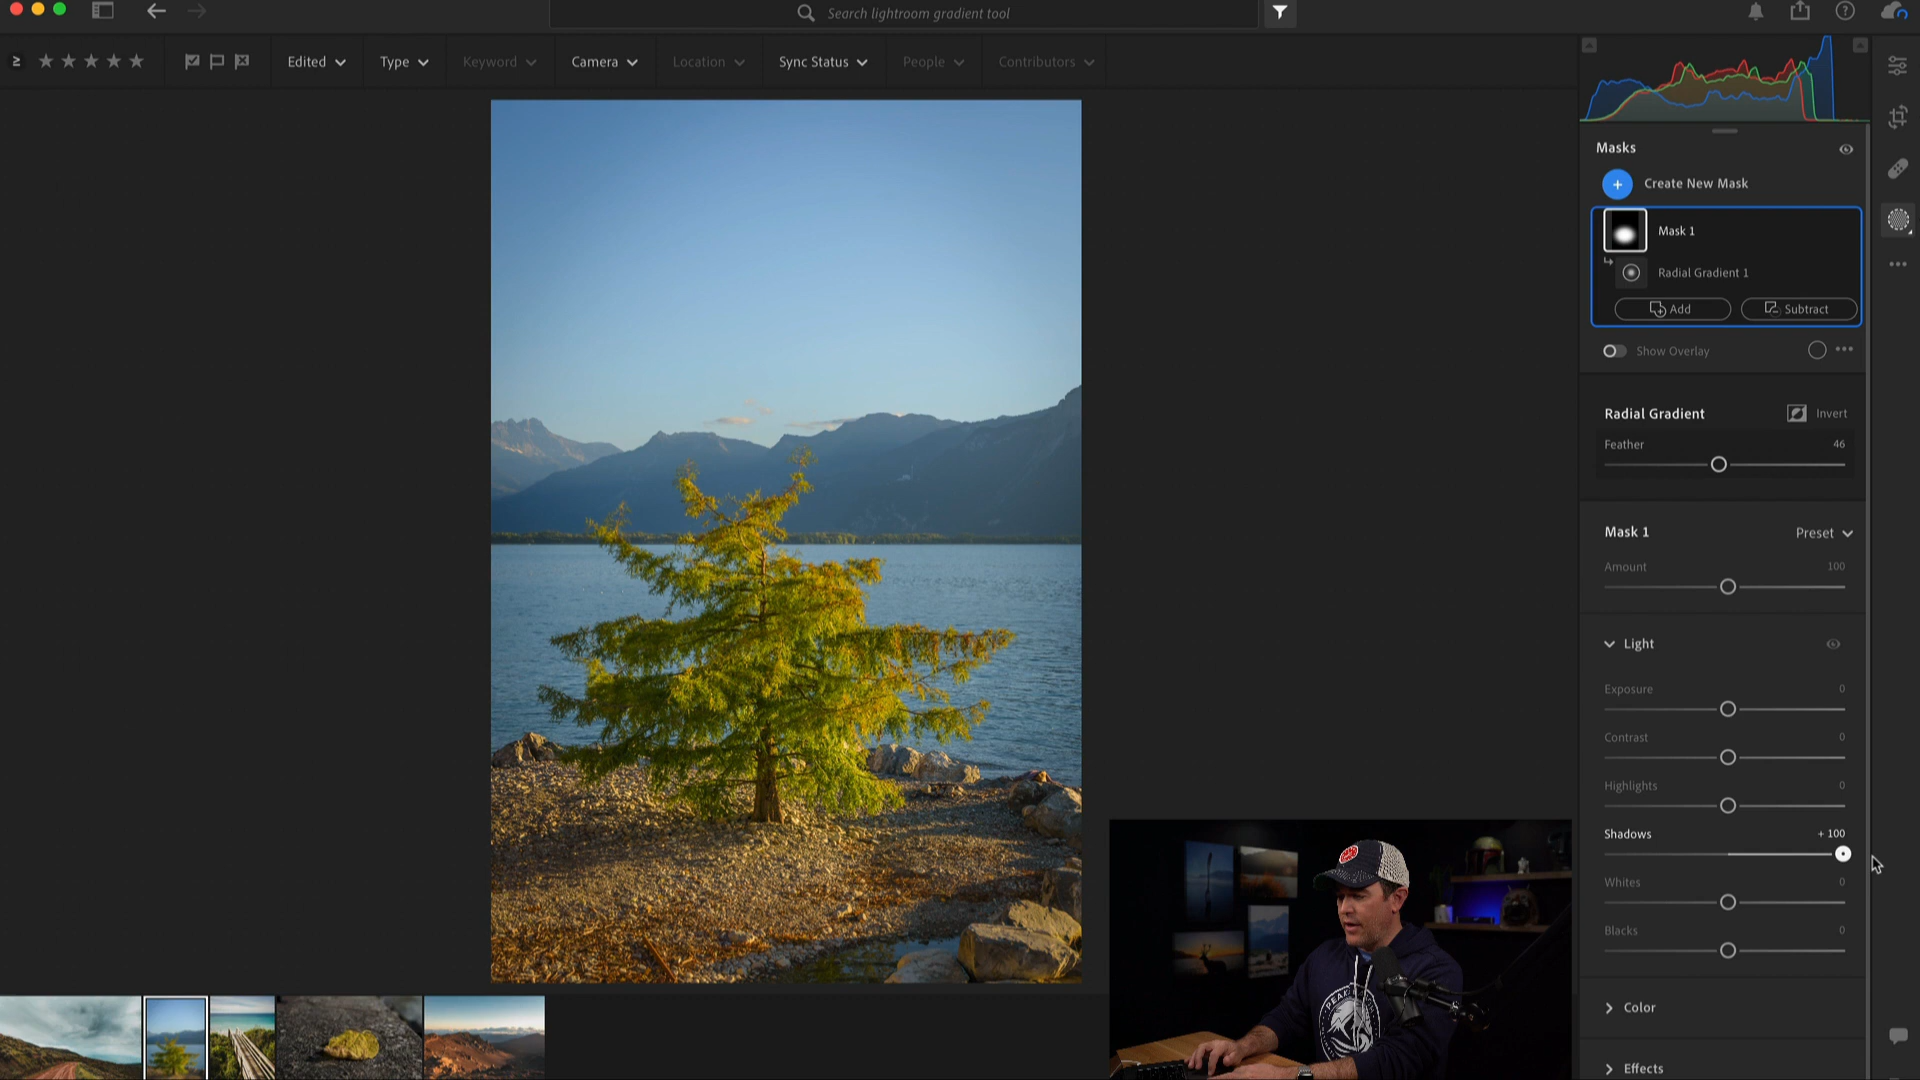 Search lightroom gradient tool
≥
Edited
Type
Keyword
Camera
Location
Sync Status
People
Contributors
Masks
Create New Mask
Mask 1
Radial Gradient 1
Add
Subtract
Show Overlay
Radial Gradient
Invert
Feather
46
Mask 1
Preset
Amount
100
Light
Exposure
0
Contrast
0
Highlights
0
Shadows
+ 100
Whites
0
Blacks
0
Color
Effects